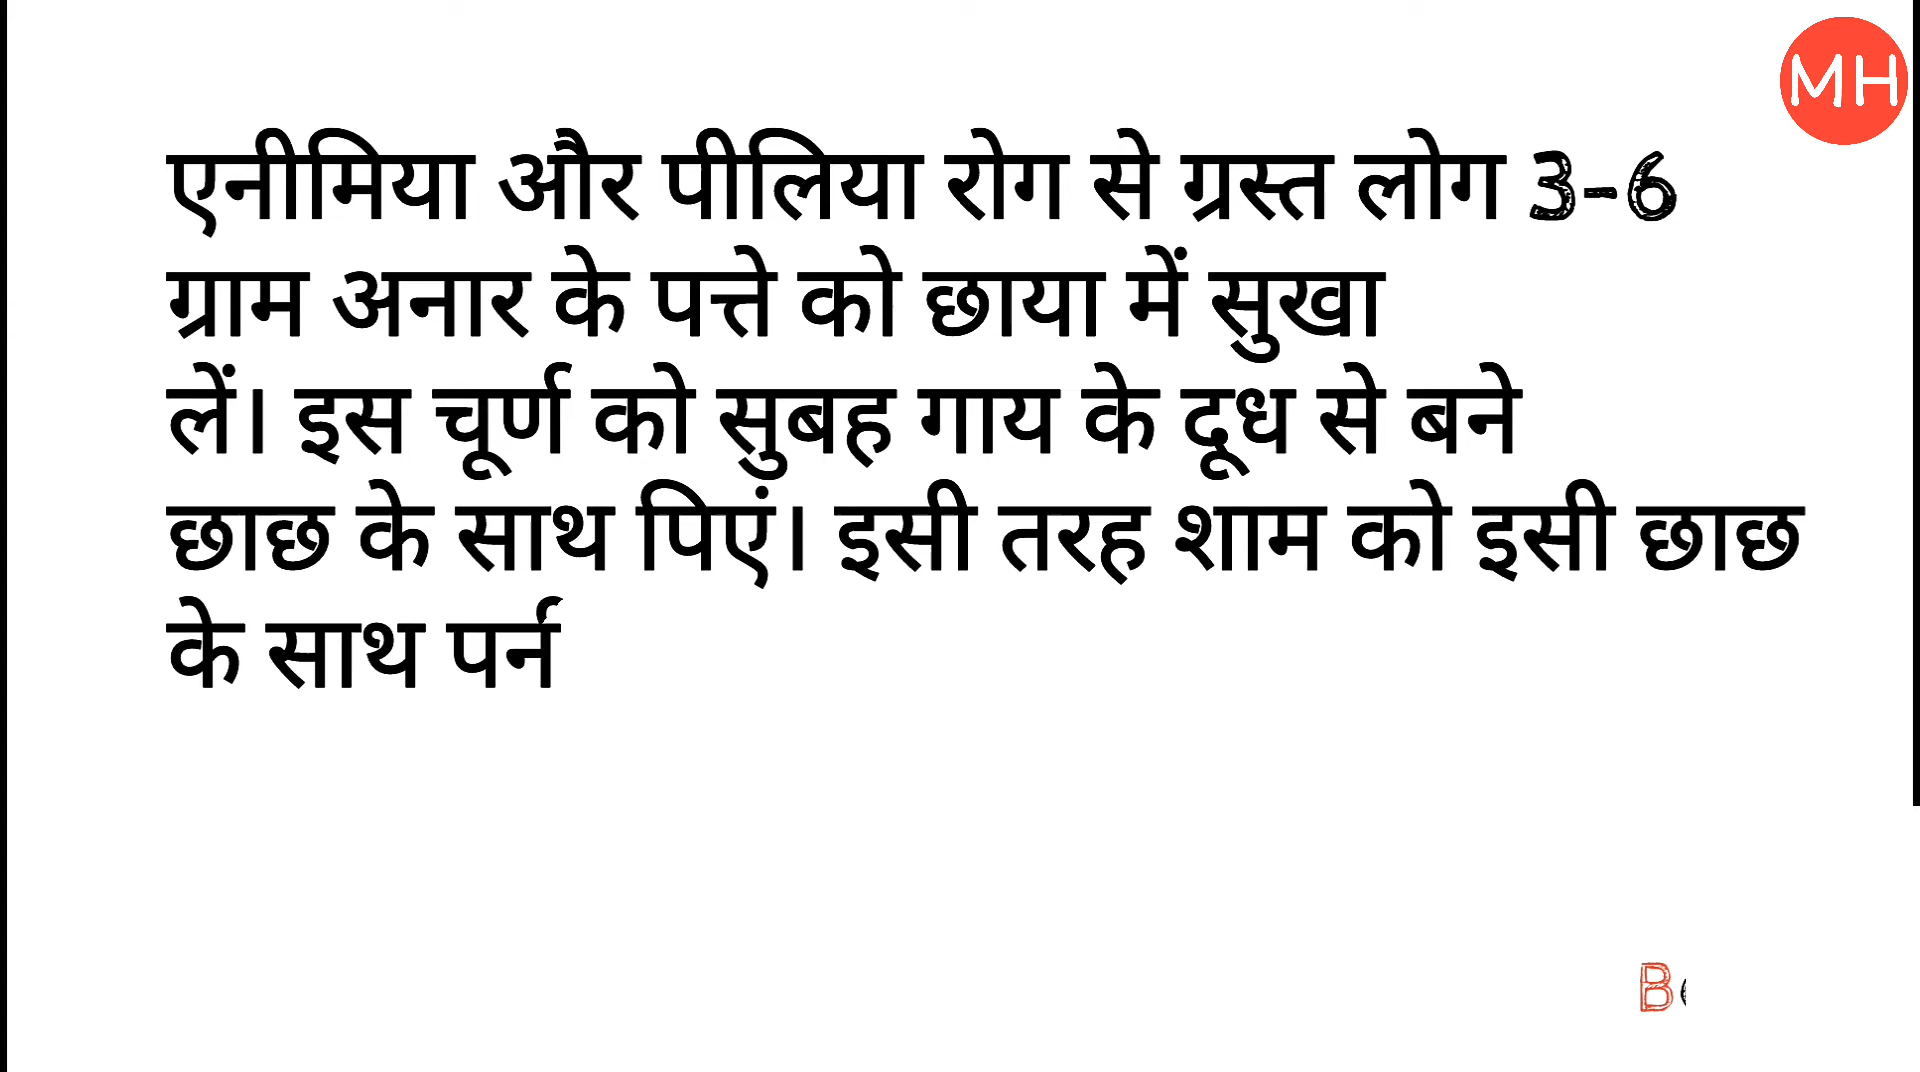 MH
एनीमिया और पीलिया रोग से ग्रस्त लोग 3-6
ग्राम अनार के पत्ते को छाया में सुखा
लें। इस चूर्ण को सुबह गाय के दूध से बने
छाछ के साथ पिएं। इसी तरह शाम को इसी छाछ
के साथ पर्न
B